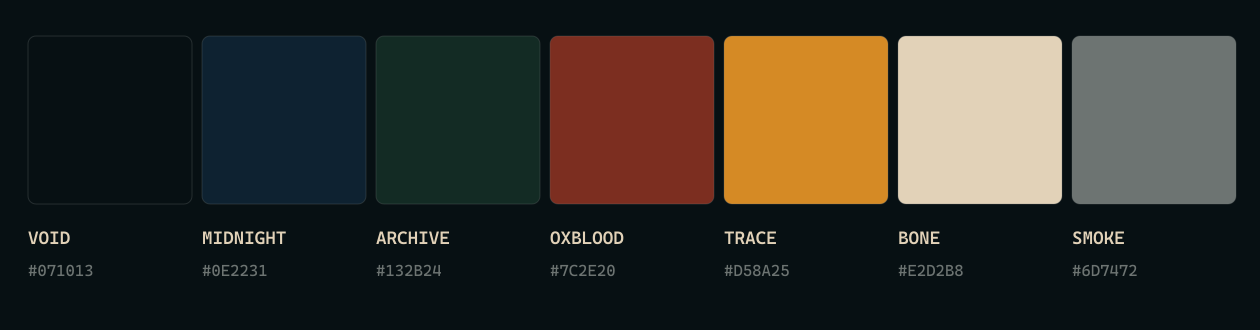 VOID MIDNIGHT ARCHIVE OXBLOOD TRACE BONE SMOKE
#071013 #0E2231 #132B24 #7C2E20 #D58A25 #E2D2B8 #6D7472